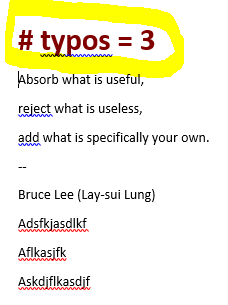 # typos = 3
Absorb what is useful,
reject what is useless,
add what is specifically your own.
--
Bruce Lee (Lay-sui Lung)
Adsfkjasdlkf
Aflkasjfk
Askdjflkasdjf